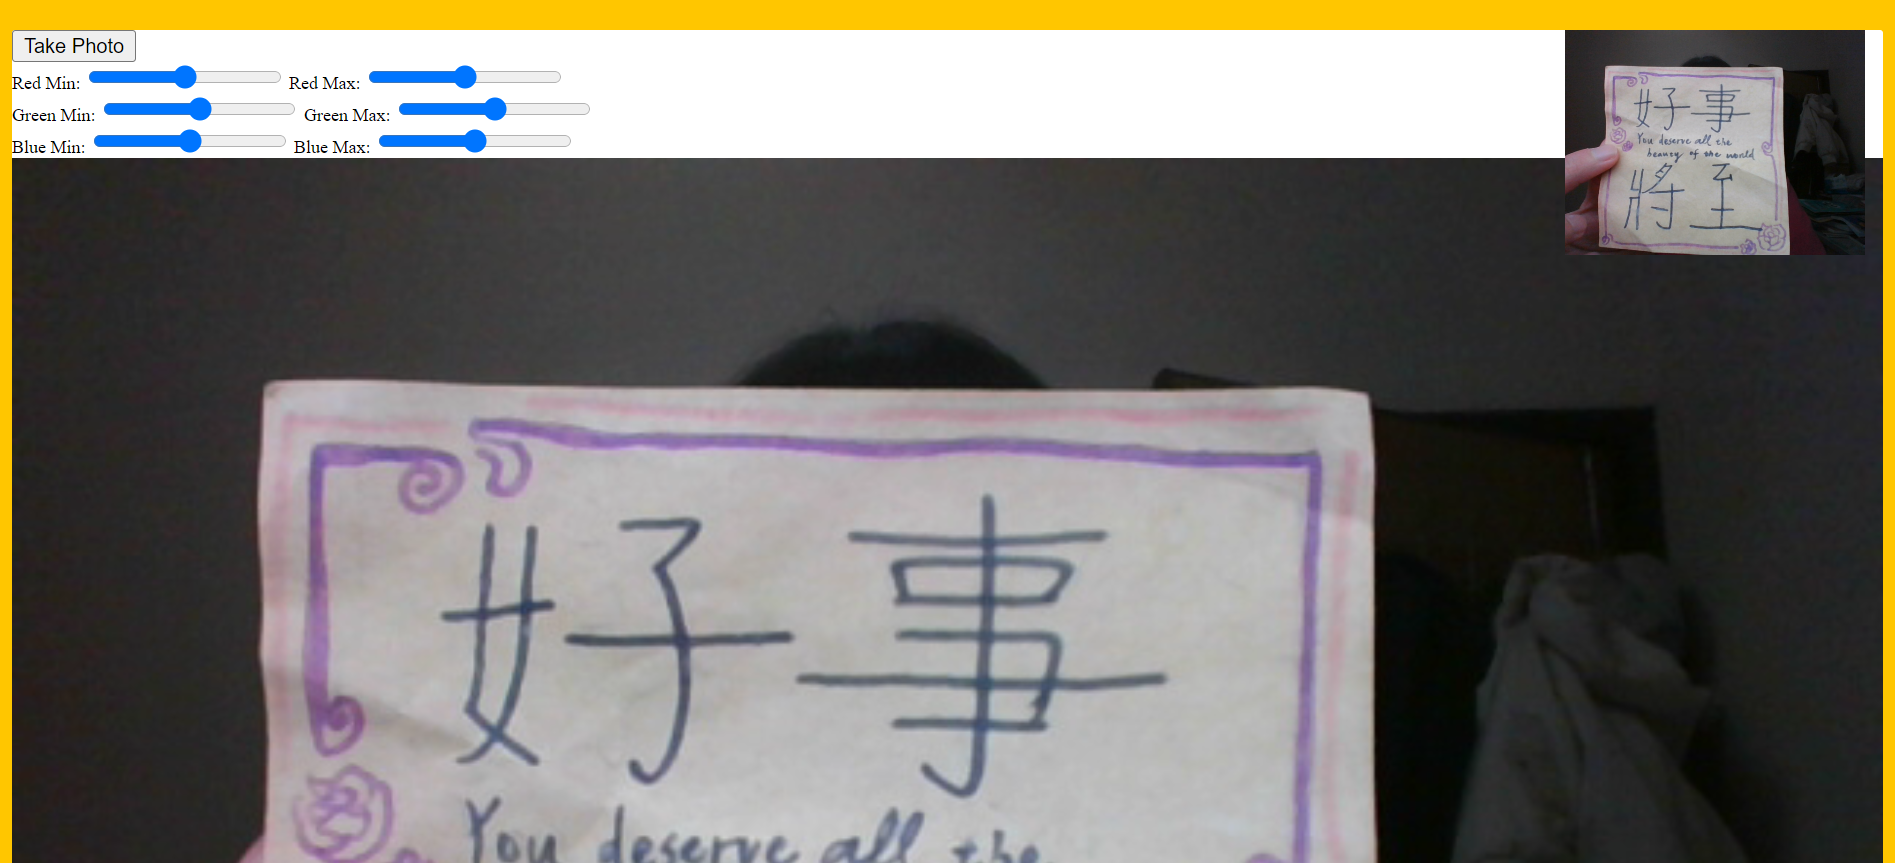 Take Photo
Red Min: Red Max:
Green Min: Green Max:
Blue Min: Blue Max:
好事
You deserve all the
beauty of the world
將至
好事
You deserve all the